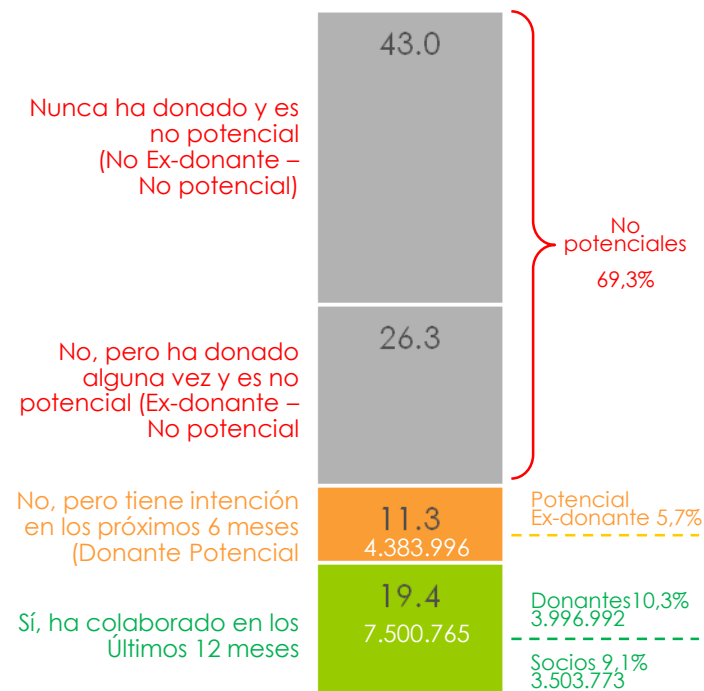 43.0
Nunca ha donado y es
no potencial
(No Ex-donante –
No potencial)
No
potenciales
69,3%
26.3
No, pero ha donado
alguna vez y es no
potencial (Ex-donante –
No potencial
No, pero tiene intención
en los próximos 6 meses
(Donante Potencial
11.3
4.383.996
Potencial
Ex-donante 5,7%
19.4
7.500.765
Sí, ha colaborado en los
Últimos 12 meses
Donantes10,3%
3.996.992
Socios 9,1%
3.503.773